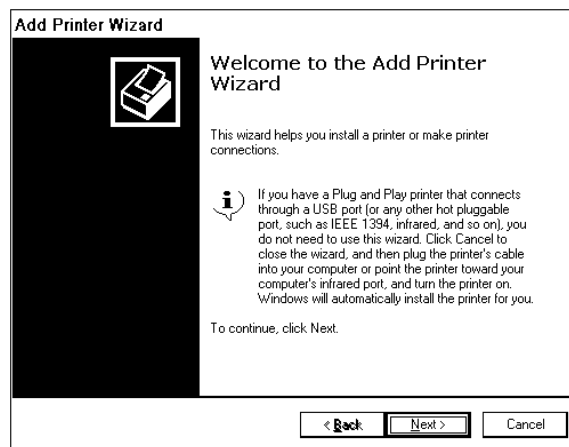 Add Printer Wizard
Welcome to the Add Printer
Wizard
This wizard helps you install a printer or make printer
connections.
If you have a Plug and Play printer that connects
through a USB port (or any other hot pluggable
port, such as IEEE 1394, infrared, and so on), you
do not need to use this wizard. Click Cancel to
close the wizard, and then plug the printer's cable
into your computer or point the printer toward your
computer's infrared port, and turn the printer on.
Windows will automatically install the printer for you.
To continue, click Next.
< Back Next > Cancel